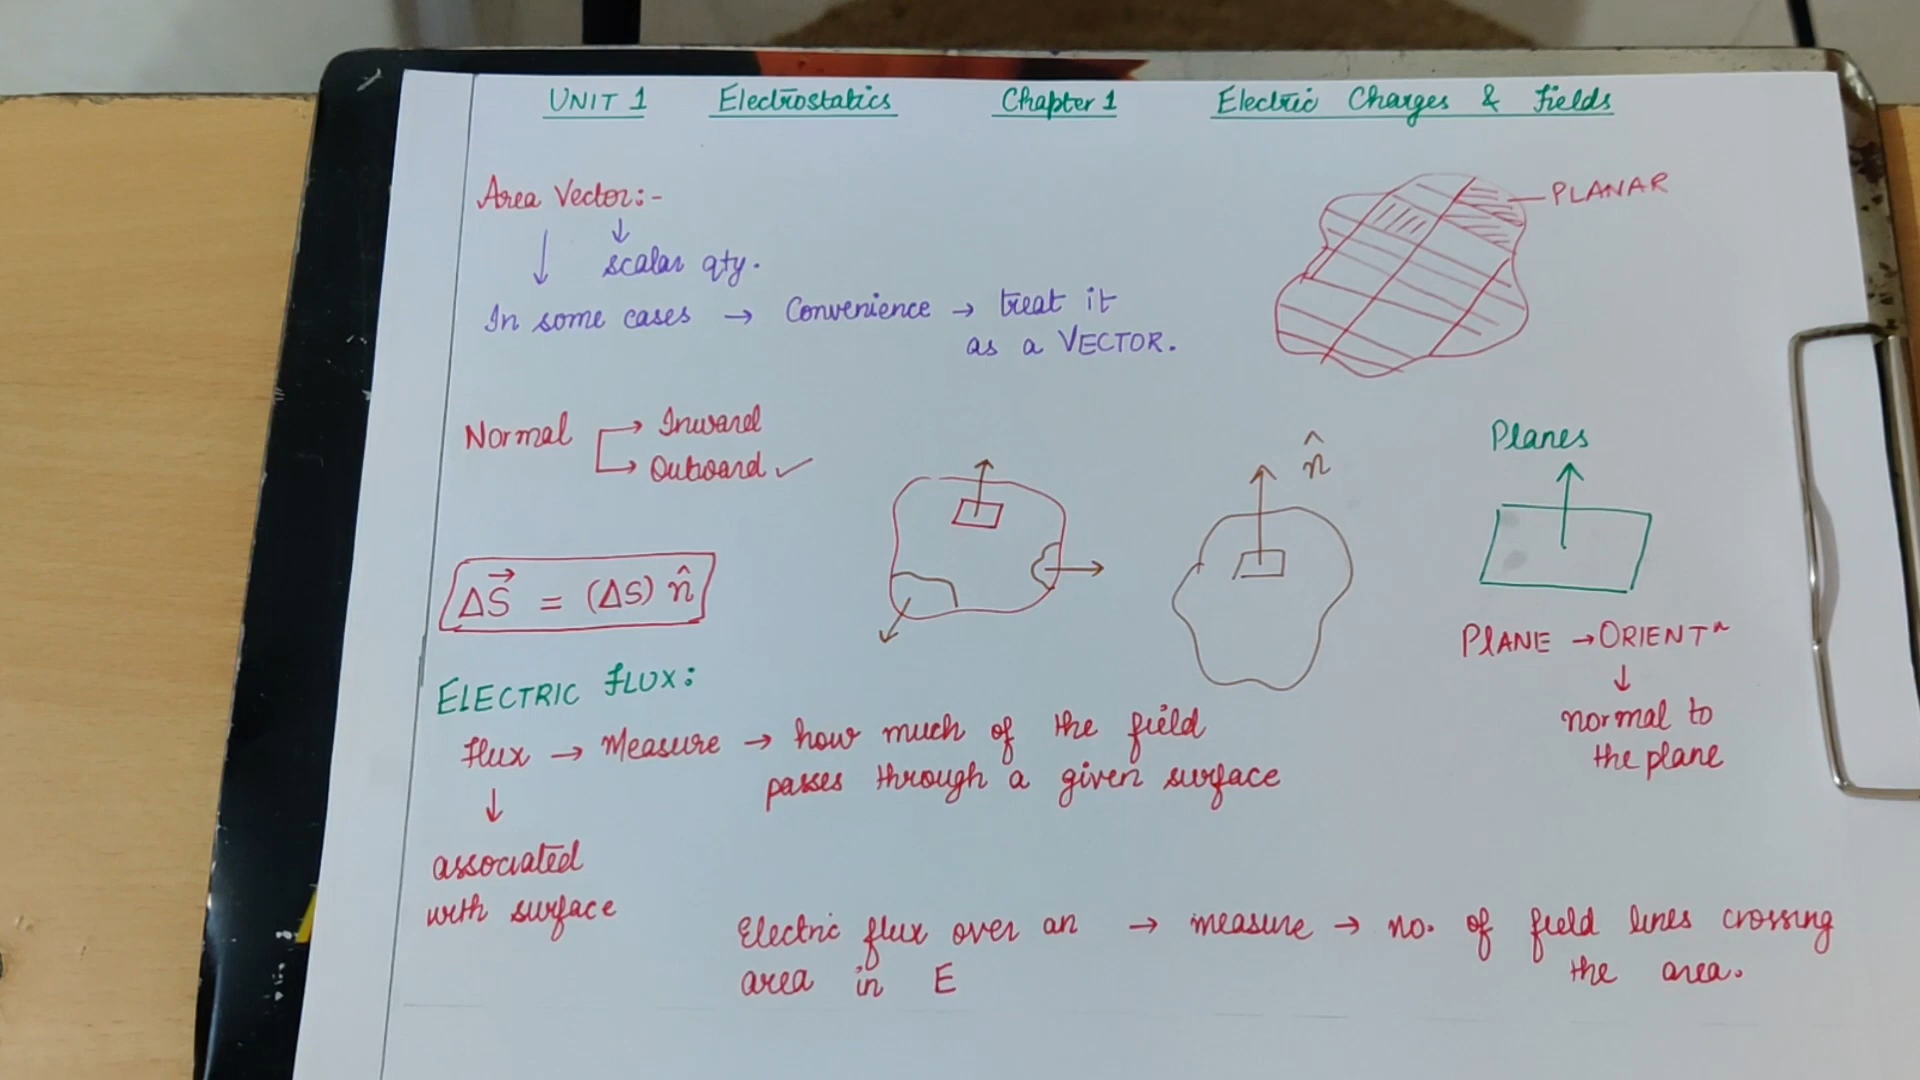 UNIT 1 Electrostatics Chapter 1 Electric Charges & Fields
Area Vector:-
↓ ↓
scalar qty.
In some cases → Convenience → treat it
as a VECTOR.
PLANAR
Normal → Inward
→ Outward ✓
n̂
Planes
ΔS⃗ = (ΔS) n̂
PLANE → ORIENTⁿ
↓
normal to
the plane
ELECTRIC FLUX:
Flux → Measure → how much of the field
passes through a given surface
↓
associated
with surface
Electric flux over an → measure → no. of field lines crossing
area in E the area.